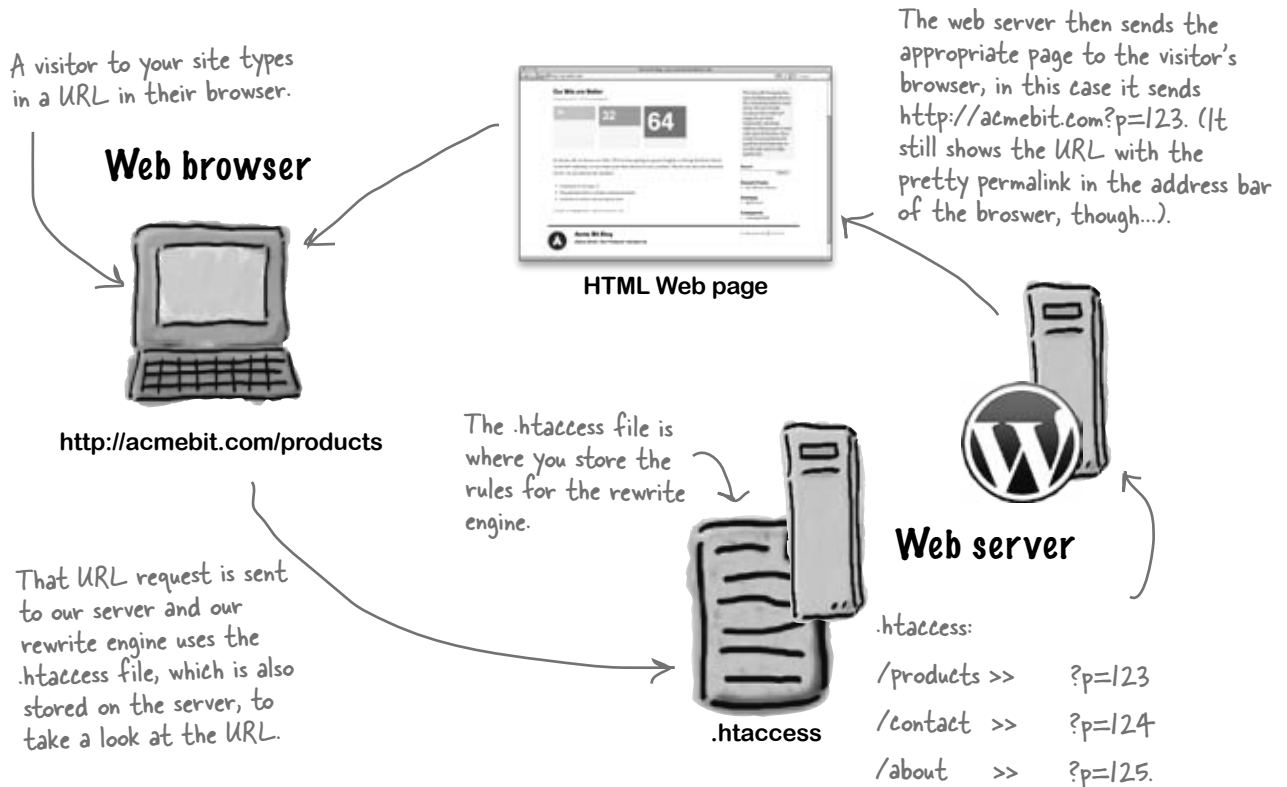 A visitor to your site types
in a URL in their browser.
Web browser
http://acmebit.com/products
That URL request is sent
to our server and our
rewrite engine uses the
.htaccess file, which is also
stored on the server, to
take a look at the URL.
Our Bits are Better
32
64
Acme Bit Blog
HTML Web page
The web server then sends the
appropriate page to the visitor's
browser, in this case it sends
http://acmebit.com?p=123. (It
still shows the URL with the
pretty permalink in the address bar
of the broswer, though...).
The .htaccess file is
where you store the
rules for the rewrite
engine.
.htaccess
W
Web server
.htaccess:
/products >> ?p=123
/contact >> ?p=124
/about >> ?p=125.